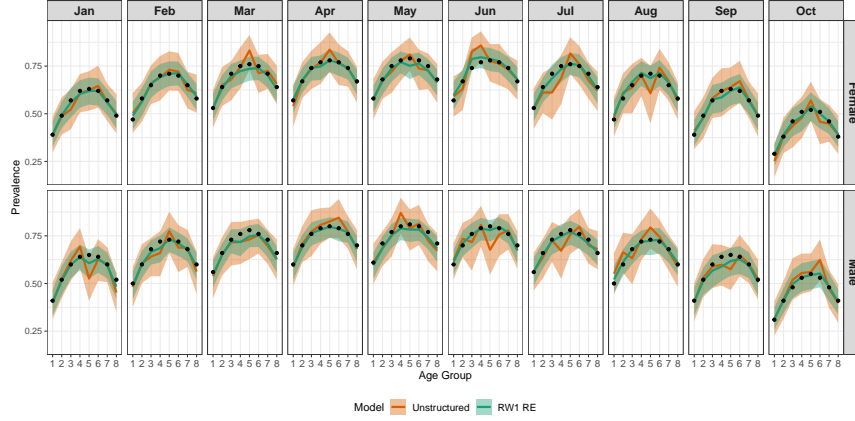 Jan Feb Mar Apr May Jun Jul Aug Sep Oct
Prevalence
0.75
0.50
0.25
Female
0.75
0.50
0.25
Male
1 2 3 4 5 6 7 8 1 2 3 4 5 6 7 8 1 2 3 4 5 6 7 8 1 2 3 4 5 6 7 8 1 2 3 4 5 6 7 8 1 2 3 4 5 6 7 8 1 2 3 4 5 6 7 8 1 2 3 4 5 6 7 8 1 2 3 4 5 6 7 8 1 2 3 4 5 6 7 8
Age Group
Model Unstructured RW1 RE